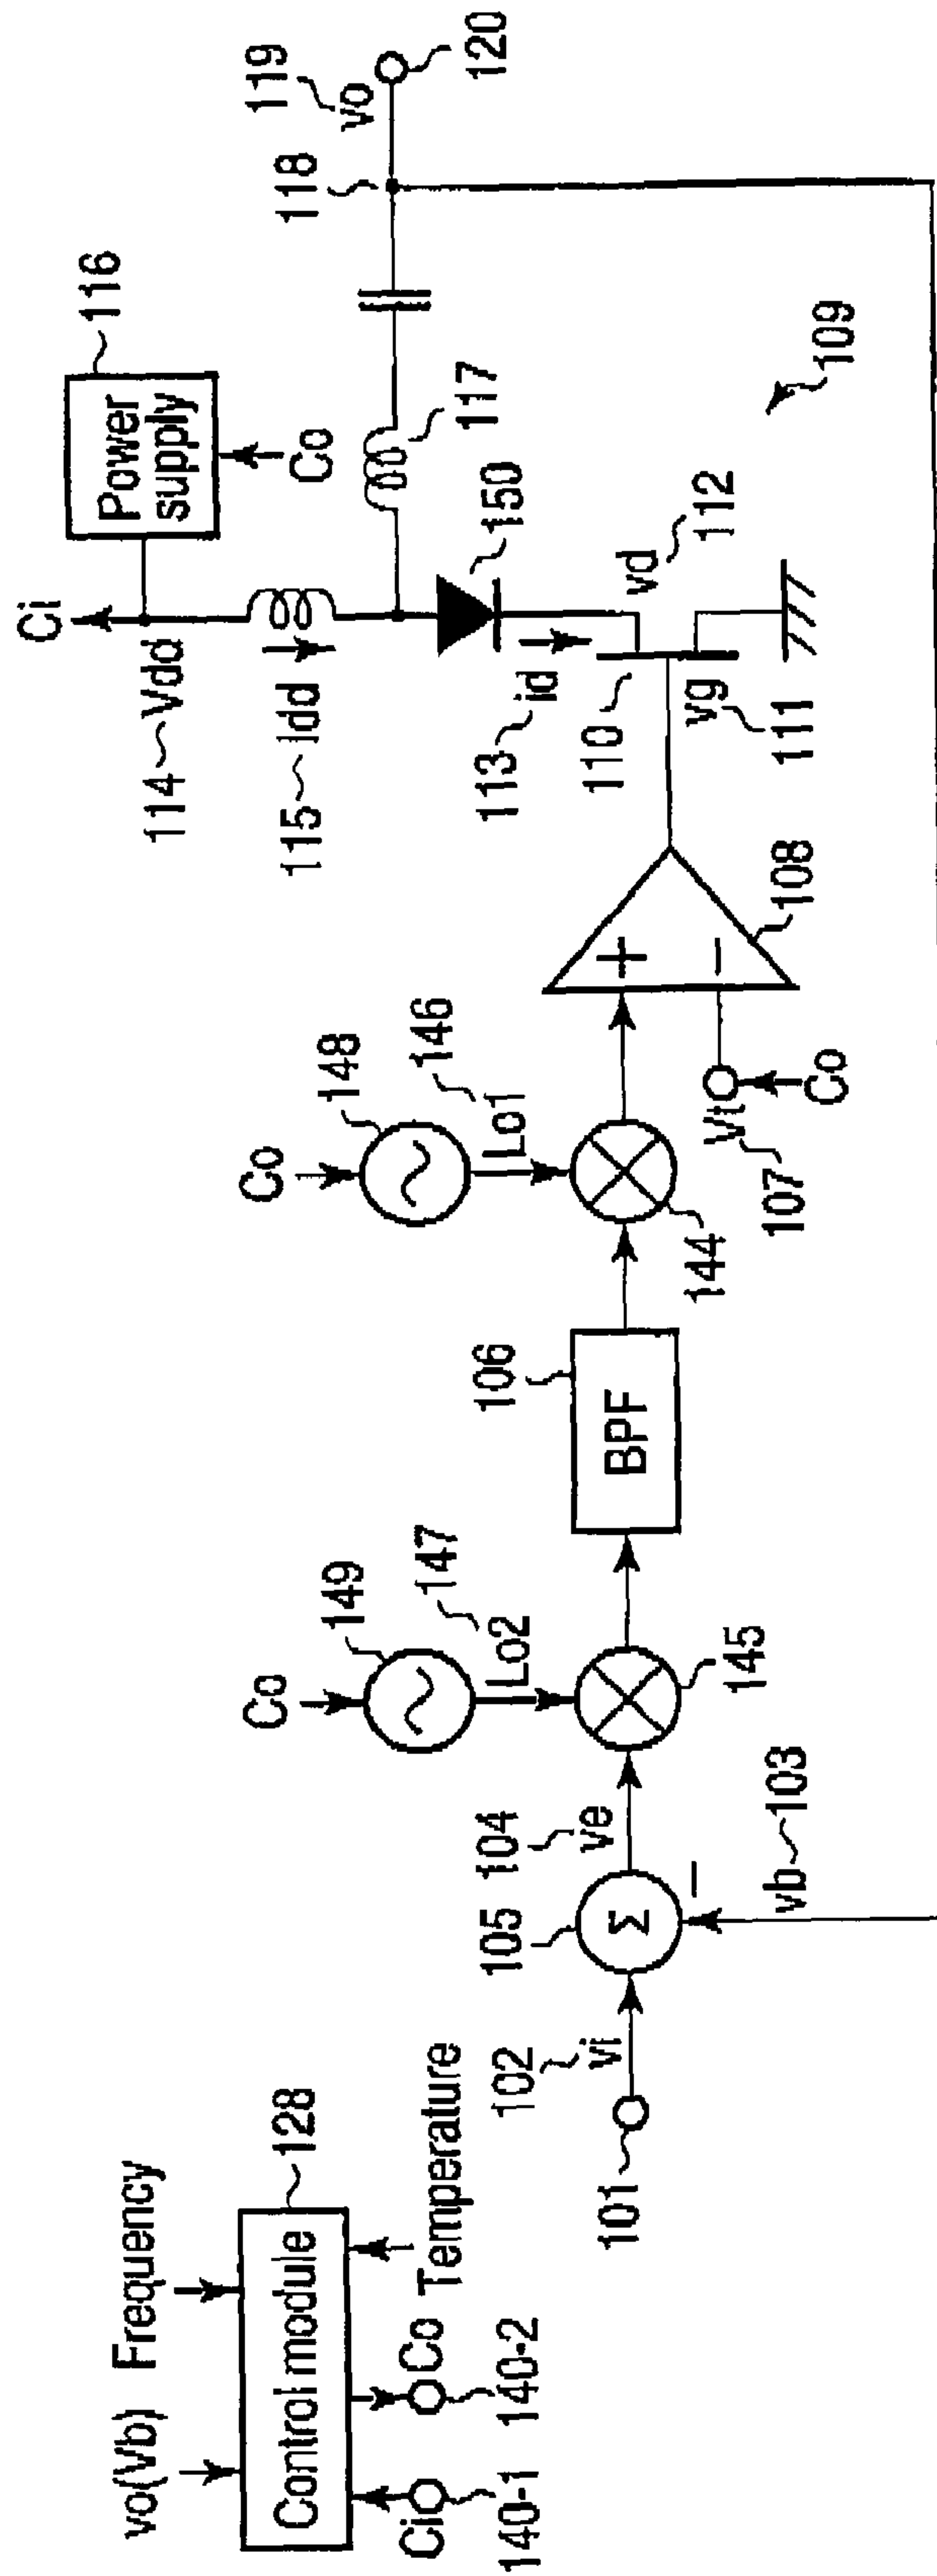 vo(Vb)
Frequency
Control module
128
Ci
140-1
Co
140-2
Temperature
101
102
vi
105
Σ
104
ve
vb
103
−
Co
149
147
Lo2
145
106
BPF
Co
148
146
Lo1
144
Vt
107
Co
+
−
108
Ci
114
Vdd
115
Idd
Power
supply
116
Co
117
150
113
id
vd
112
110
vg
111
109
118
119
vo
120